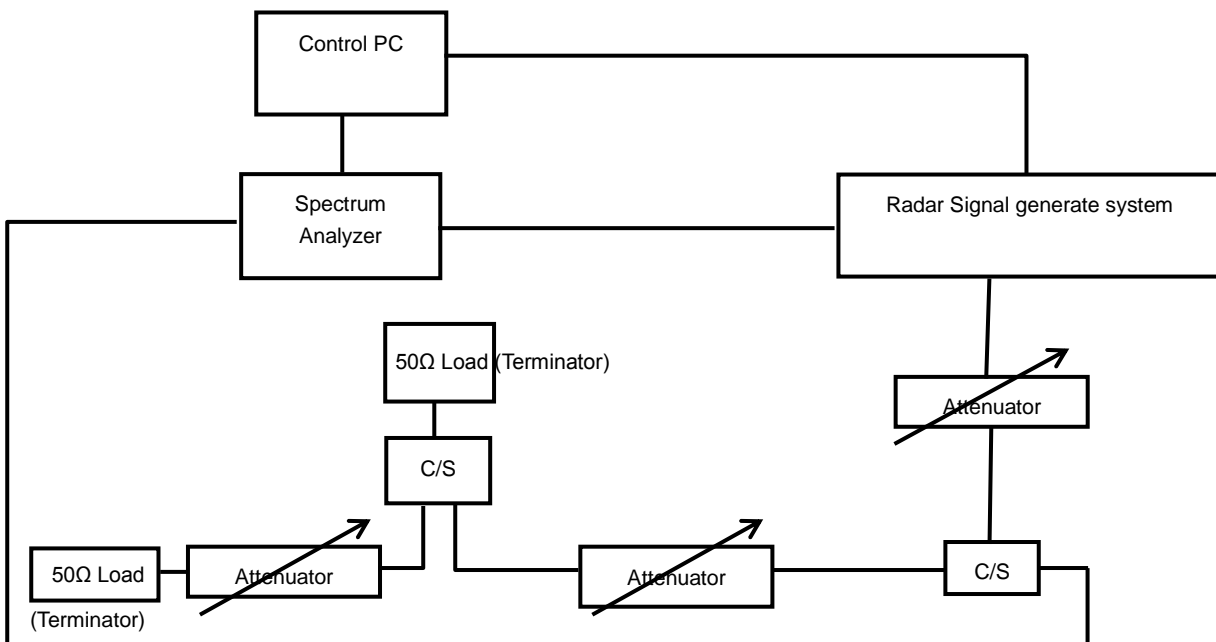 Control PC
Spectrum
Analyzer
Radar Signal generate system
50Ω Load (Terminator)
Attenuator
C/S
50Ω Load
(Terminator)
Attenuator
Attenuator
C/S